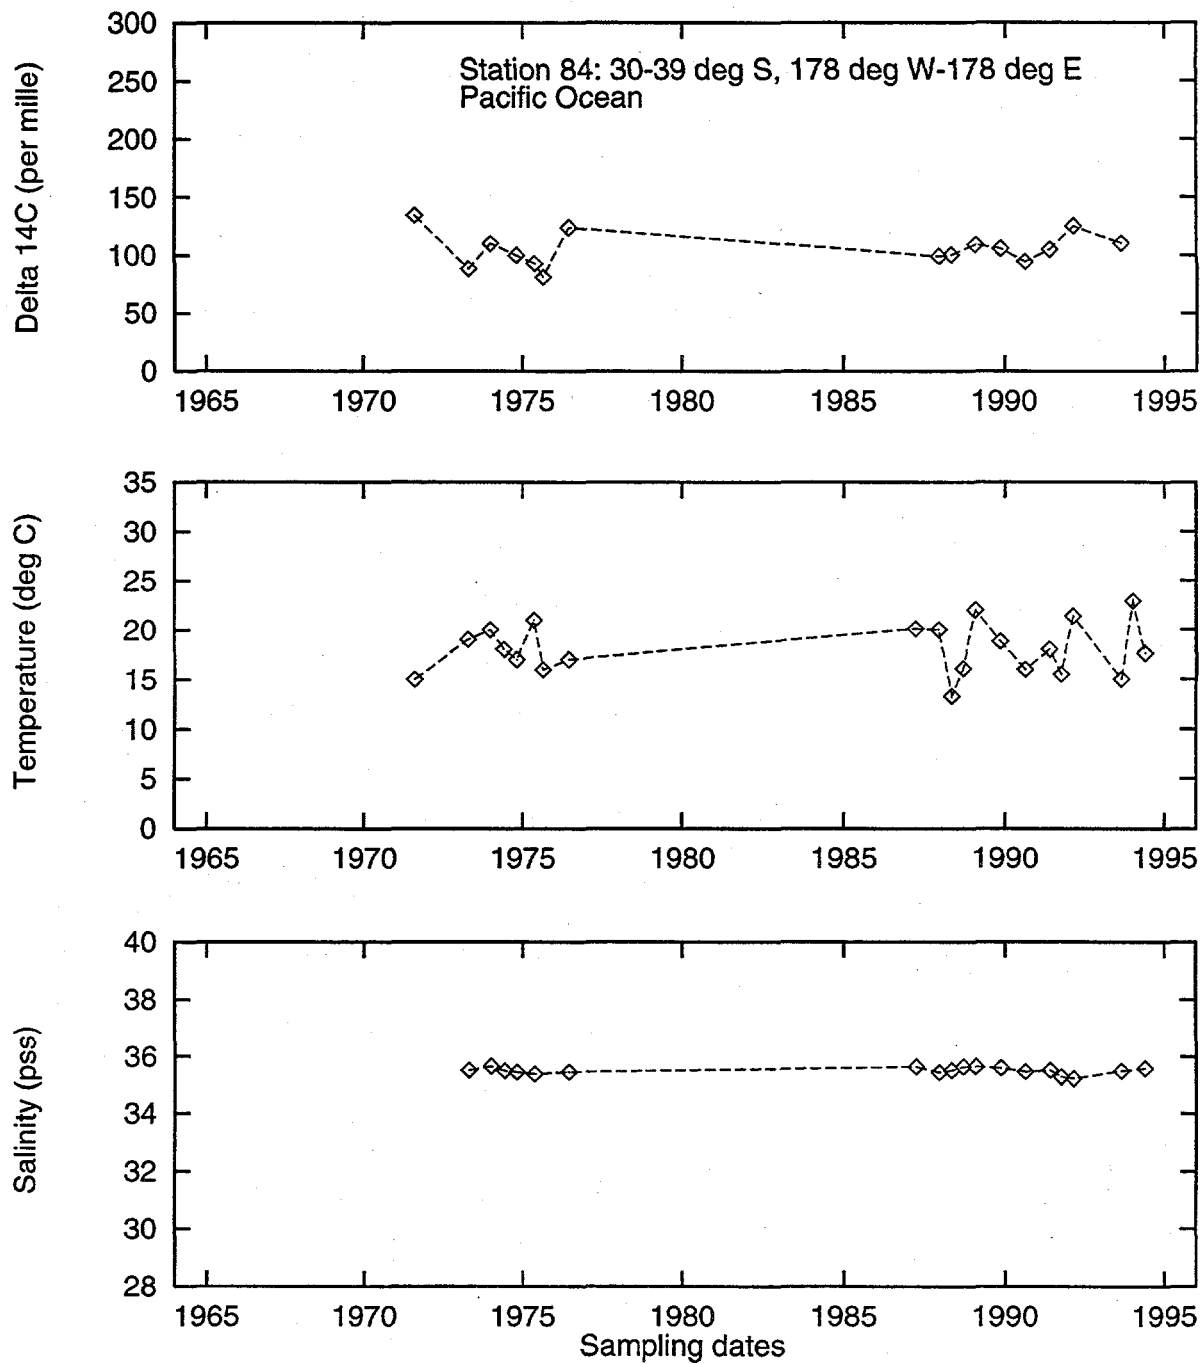 300
250
200
150
100
50
0
Delta 14C (per mille)
Station 84: 30-39 deg S, 178 deg W-178 deg E
Pacific Ocean
1965 1970 1975 1980 1985 1990 1995
35
30
25
20
15
10
5
0
Temperature (deg C)
1965 1970 1975 1980 1985 1990 1995
40
38
36
34
32
30
28
Salinity (pss)
1965 1970 1975 1980 1985 1990 1995
Sampling dates